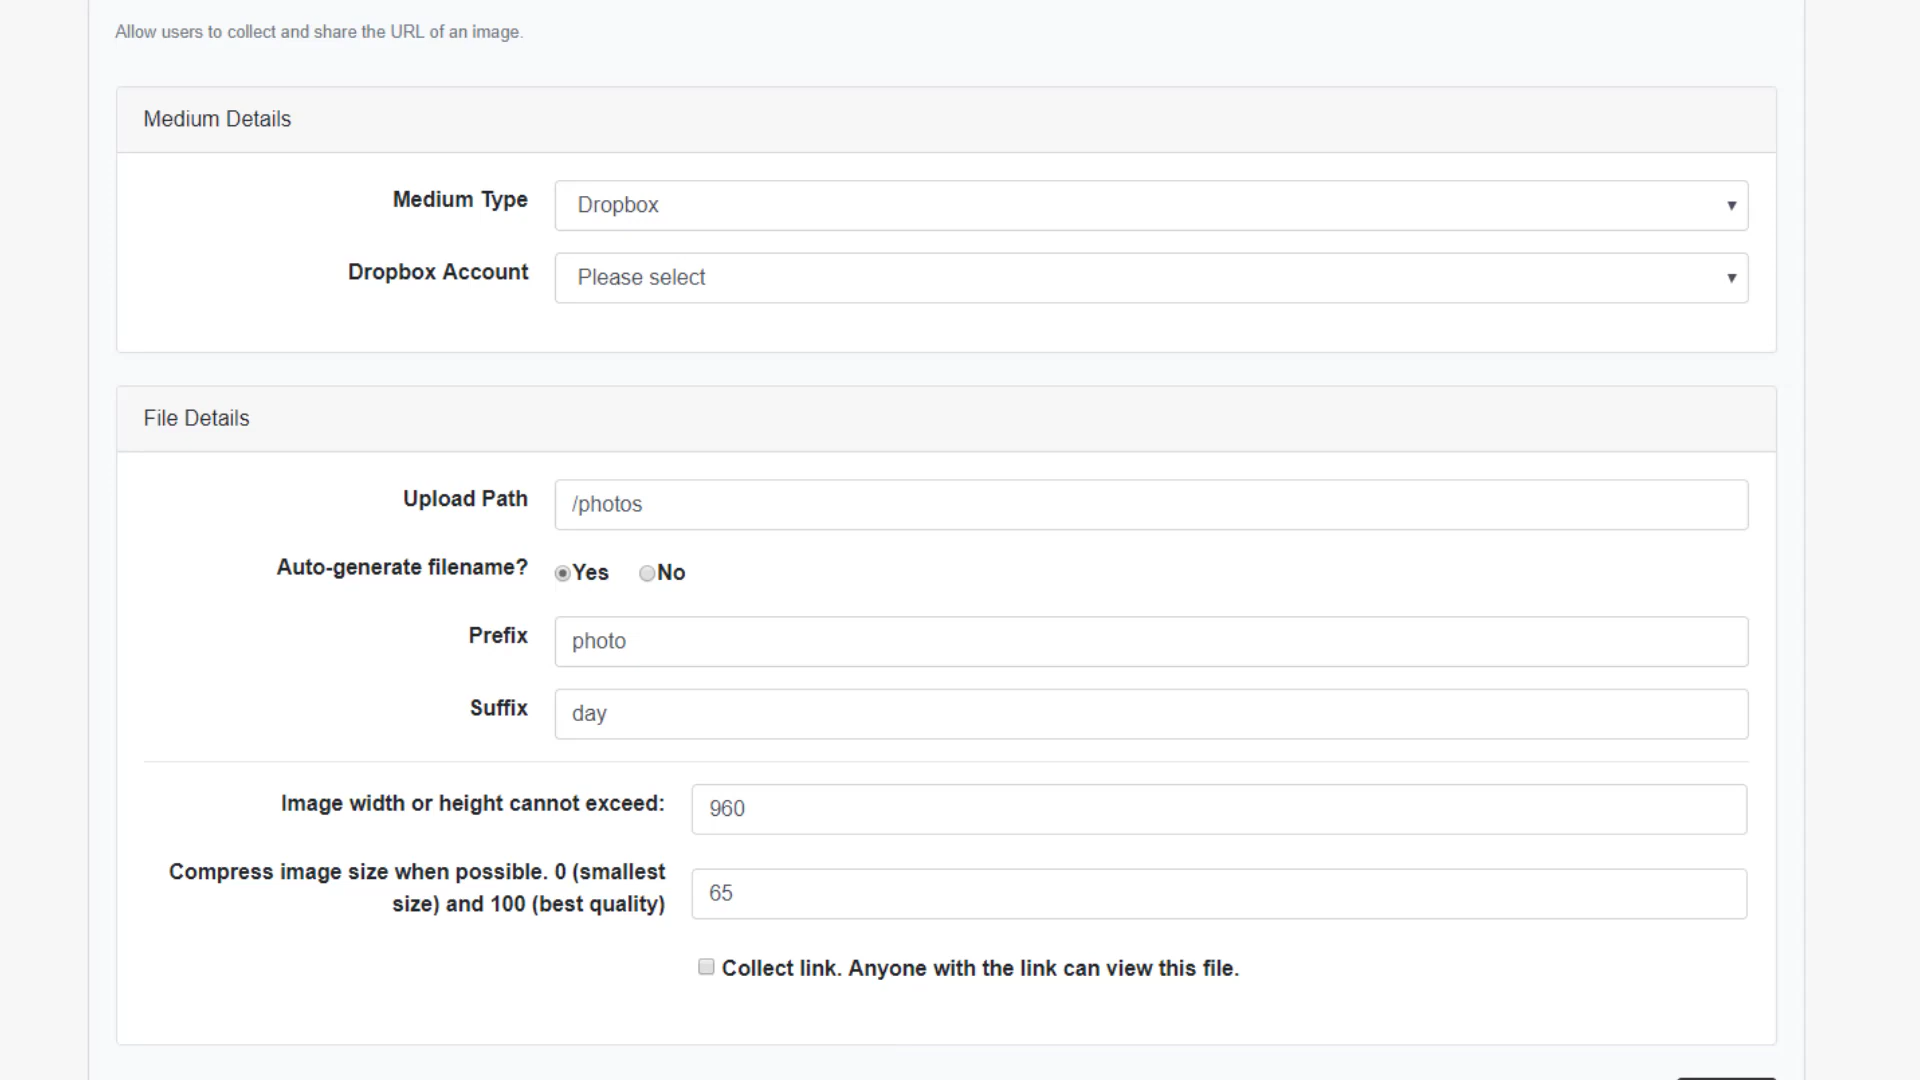 Allow users to collect and share the URL of an image.
Medium Details
Medium Type
Dropbox
Dropbox Account
Please select
File Details
Upload Path
/photos
Auto-generate filename?
Yes No
Prefix
photo
Suffix
day
Image width or height cannot exceed:
960
Compress image size when possible. 0 (smallest
size) and 100 (best quality)
65
Collect link. Anyone with the link can view this file.